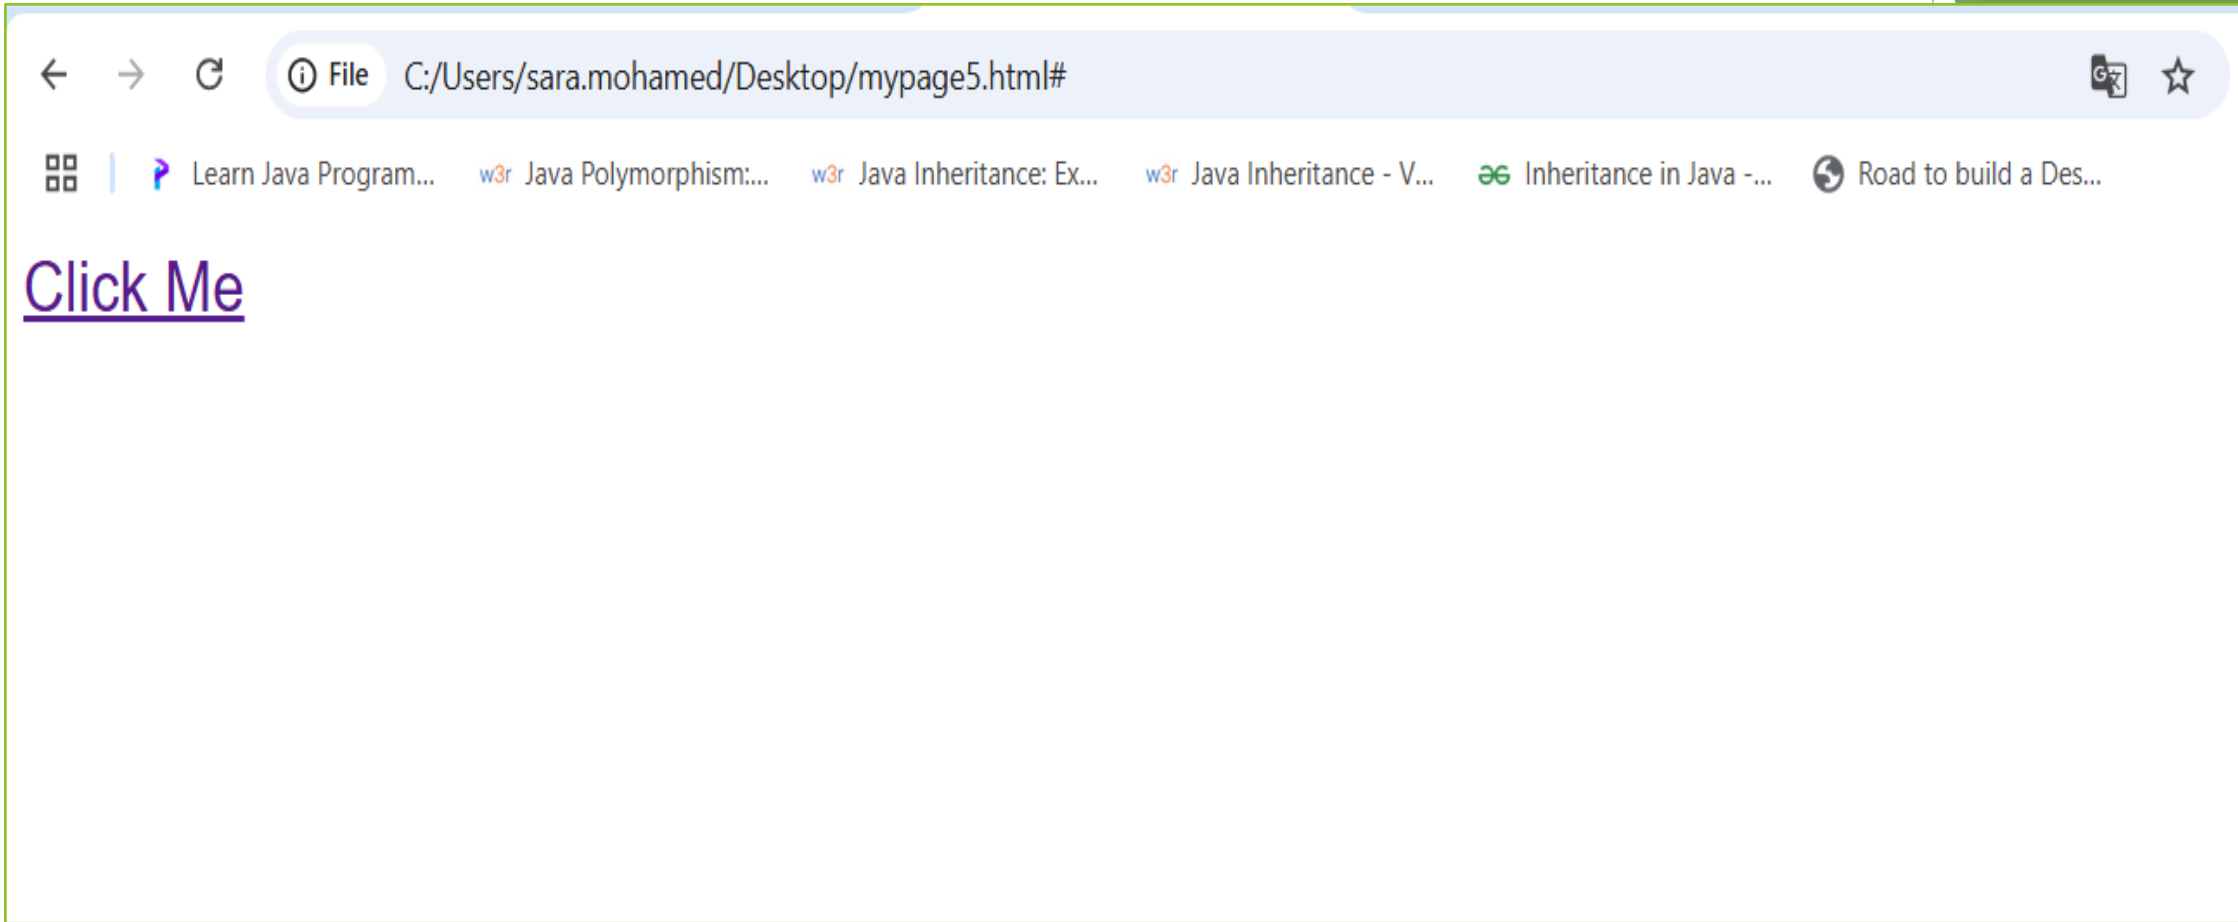 File C:/Users/sara.mohamed/Desktop/mypage5.html#
Learn Java Program... w3r Java Polymorphism:... w3r Java Inheritance: Ex... w3r Java Inheritance - V... Inheritance in Java -... Road to build a Des...
Click Me